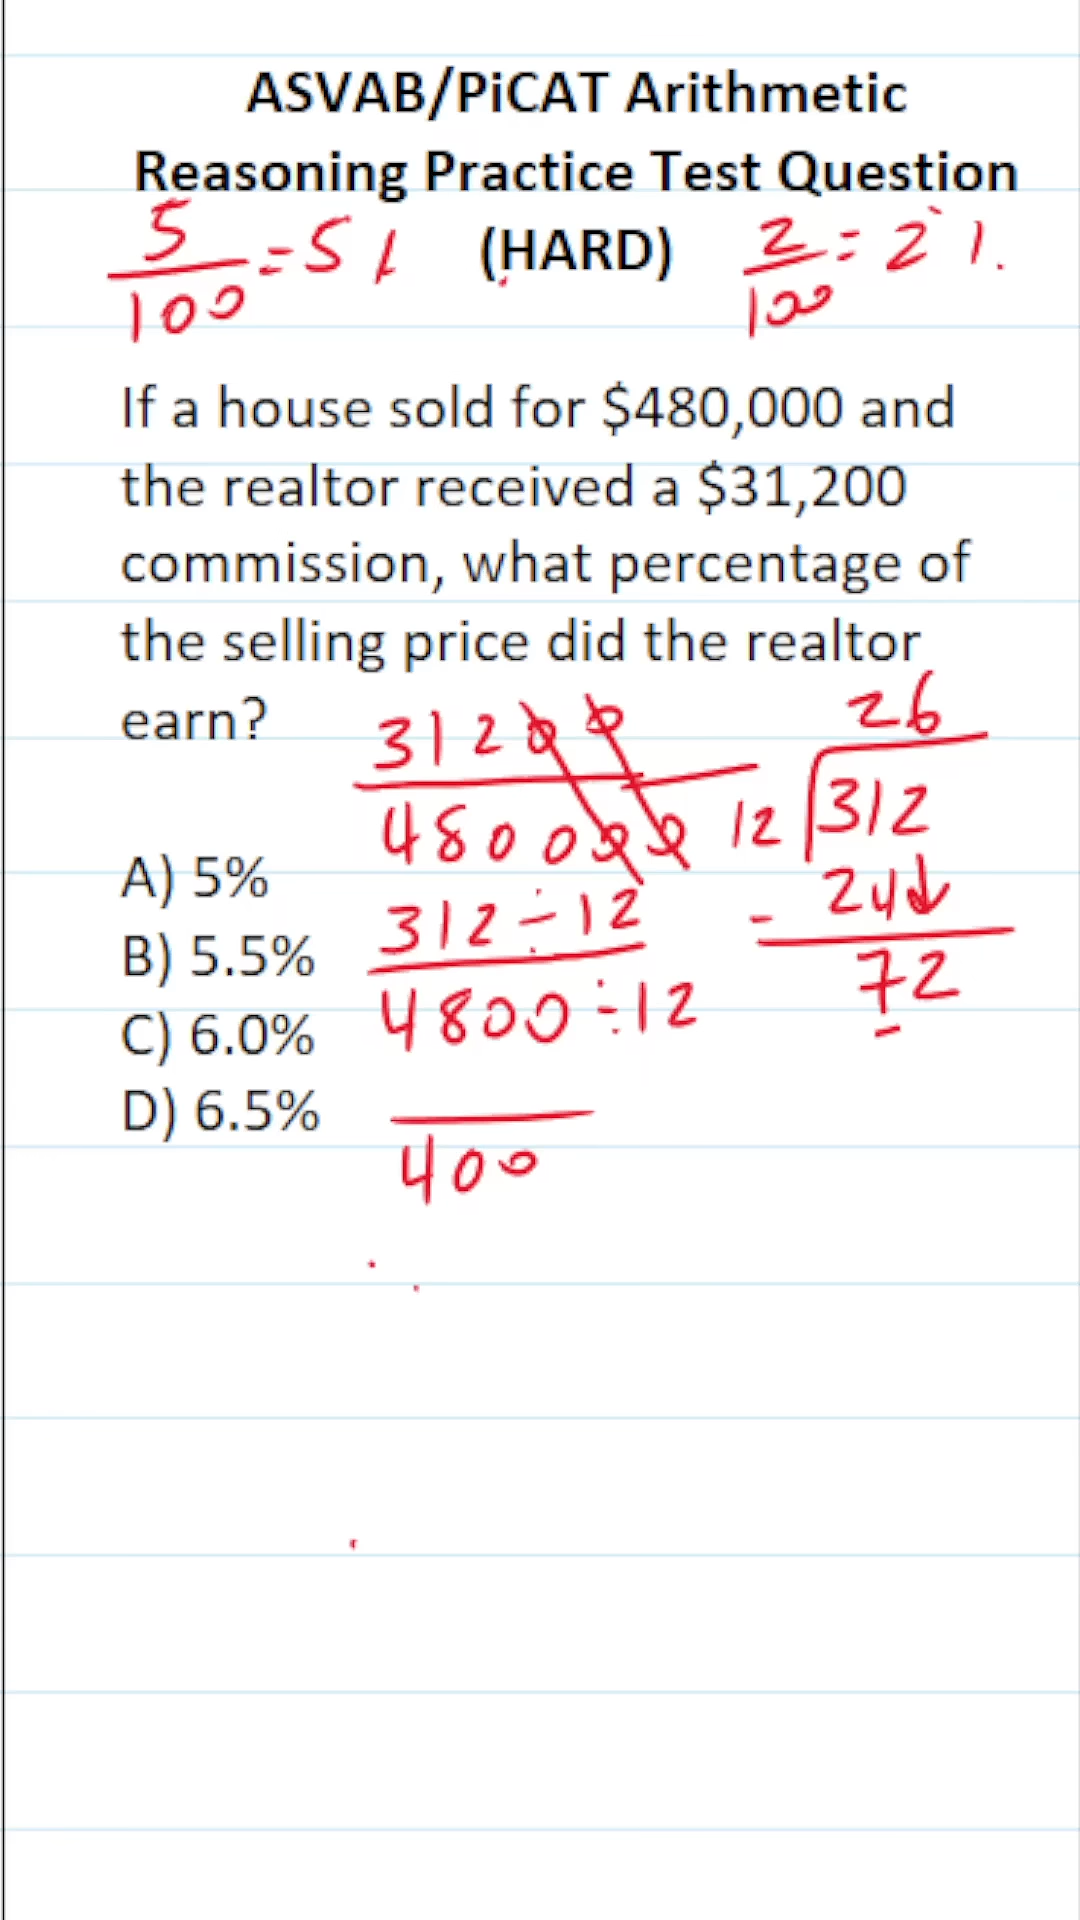 ASVAB/PiCAT Arithmetic
Reasoning Practice Test Question
5/100 = 5% (HARD) 2/100 = 2%
If a house sold for $480,000 and
the realtor received a $31,200
commission, what percentage of
the selling price did the realtor
earn?
31200
480000
312 ÷ 12
4800 ÷ 12
400
26
12 312
- 24
72
A) 5%
B) 5.5%
C) 6.0%
D) 6.5%